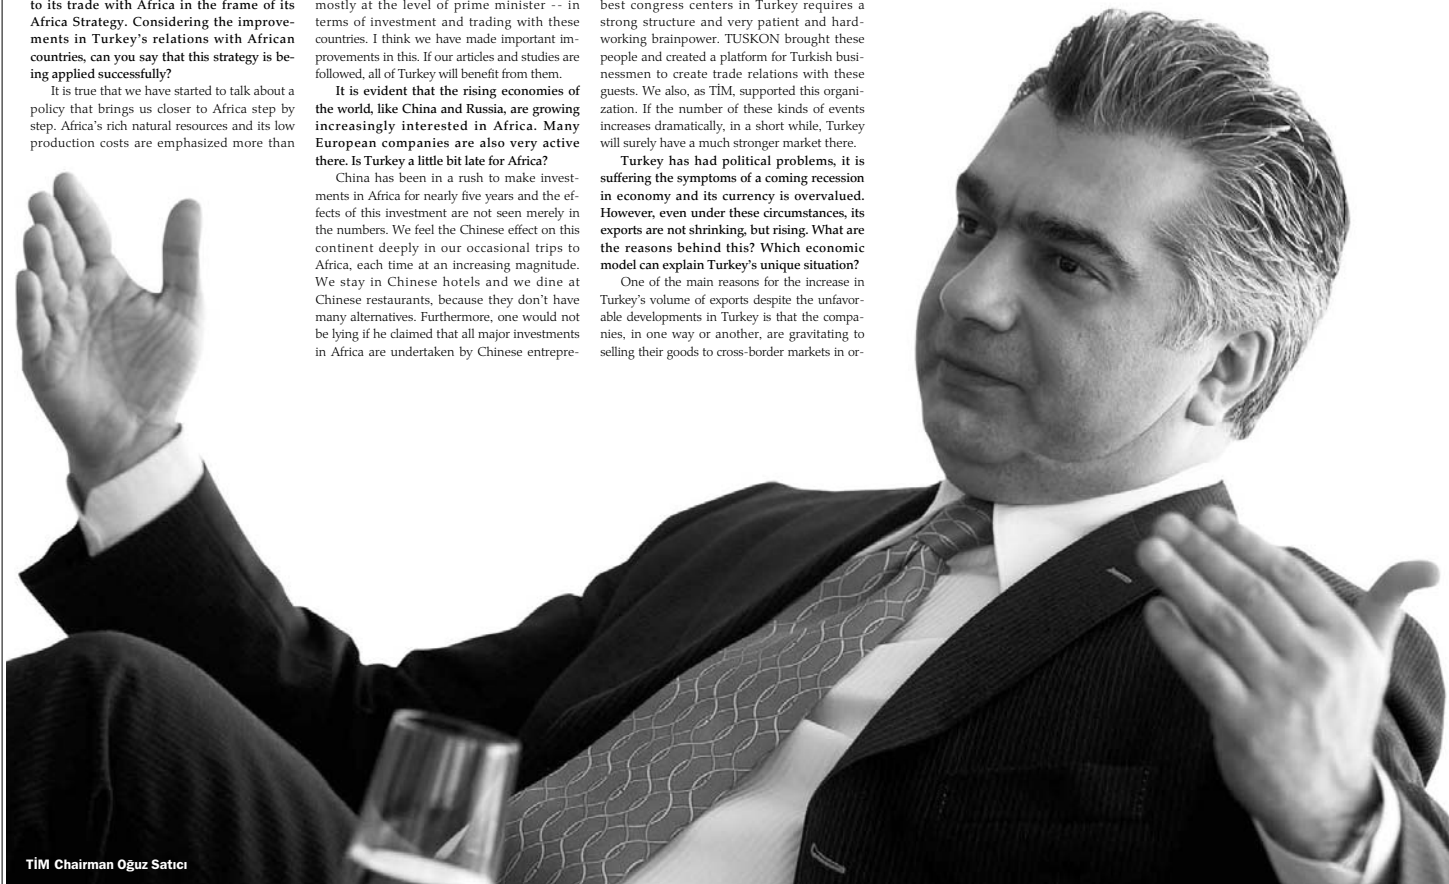 to its trade with Africa in the frame of its
Africa Strategy. Considering the improve-
ments in Turkey's relations with African
countries, can you say that this strategy is be-
ing applied successfully?
It is true that we have started to talk about a
policy that brings us closer to Africa step by
step. Africa's rich natural resources and its low
production costs are emphasized more than
mostly at the level of prime minister -- in
terms of investment and trading with these
countries. I think we have made important im-
provements in this. If our articles and studies are
followed, all of Turkey will benefit from them.
It is evident that the rising economies of
the world, like China and Russia, are growing
increasingly interested in Africa. Many
European companies are also very active
there. Is Turkey a little bit late for Africa?
China has been in a rush to make invest-
ments in Africa for nearly five years and the ef-
fects of this investment are not seen merely in
the numbers. We feel the Chinese effect on this
continent deeply in our occasional trips to
Africa, each time at an increasing magnitude.
We stay in Chinese hotels and we dine at
Chinese restaurants, because they don't have
many alternatives. Furthermore, one would not
be lying if he claimed that all major investments
in Africa are undertaken by Chinese entrepre-
best congress centers in Turkey requires a
strong structure and very patient and hard-
working brainpower. TUSKON brought these
people and created a platform for Turkish busi-
nessmen to create trade relations with these
guests. We also, as TİM, supported this organi-
zation. If the number of these kinds of events
increases dramatically, in a short while, Turkey
will surely have a much stronger market there.
Turkey has had political problems, it is
suffering the symptoms of a coming recession
in economy and its currency is overvalued.
However, even under these circumstances, its
exports are not shrinking, but rising. What are
the reasons behind this? Which economic
model can explain Turkey's unique situation?
One of the main reasons for the increase in
Turkey's volume of exports despite the unfavor-
able developments in Turkey is that the compa-
nies, in one way or another, are gravitating to
selling their goods to cross-border markets in or-
TİM Chairman Oğuz Satıcı